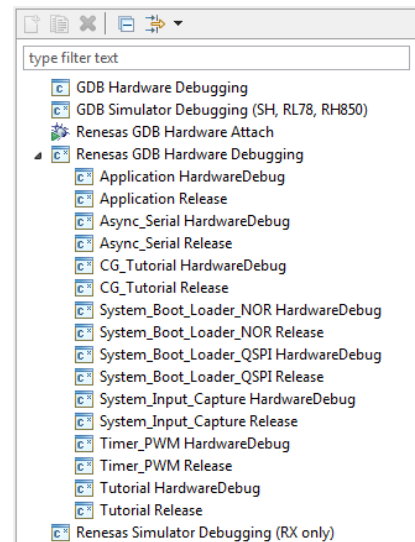 type filter text
GDB Hardware Debugging
GDB Simulator Debugging (SH, RL78, RH850)
Renesas GDB Hardware Attach
Renesas GDB Hardware Debugging
Application HardwareDebug
Application Release
Async_Serial HardwareDebug
Async_Serial Release
CG_Tutorial HardwareDebug
CG_Tutorial Release
System_Boot_Loader_NOR HardwareDebug
System_Boot_Loader_NOR Release
System_Boot_Loader_QSPI HardwareDebug
System_Boot_Loader_QSPI Release
System_Input_Capture HardwareDebug
System_Input_Capture Release
Timer_PWM HardwareDebug
Timer_PWM Release
Tutorial HardwareDebug
Tutorial Release
Renesas Simulator Debugging (RX only)